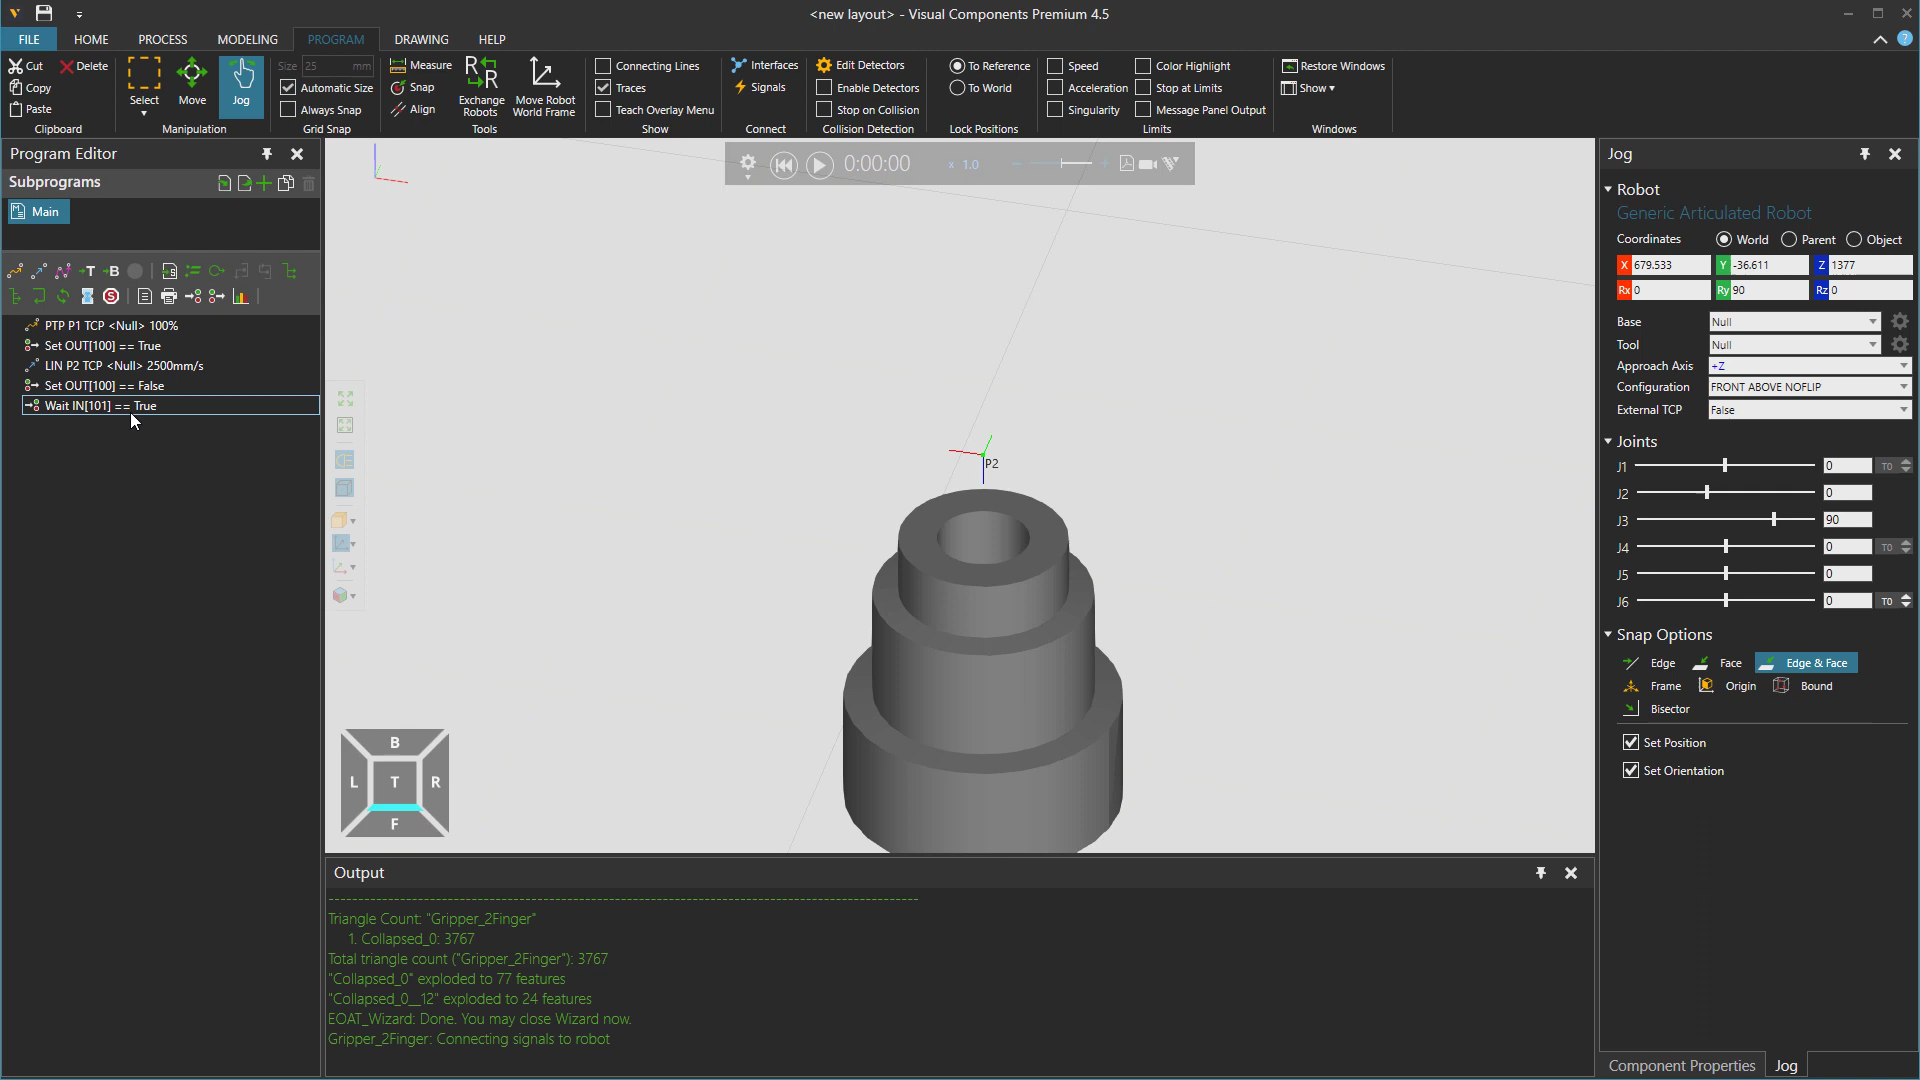 <new layout> - Visual Components Premium 4.5
FILE HOME PROCESS MODELING PROGRAM DRAWING HELP
Cut Delete
Copy
Paste
Clipboard
Select Move Jog
Manipulation
Size 25 mm
Automatic Size
Always Snap
Grid Snap
Measure
Snap
Align
Exchange Robots
Move Robot World Frame
Tools
Connecting Lines
Traces
Teach Overlay Menu
Show
Interfaces
Signals
Connect
Edit Detectors
Enable Detectors
Stop on Collision
Collision Detection
To Reference
To World
Lock Positions
Speed
Acceleration
Singularity
Color Highlight
Stop at Limits
Message Panel Output
Limits
Restore Windows
Show
Windows
Program Editor
Subprograms
Main
PTP P1 TCP <Null> 100%
Set OUT[100] == True
LIN P2 TCP <Null> 2500mm/s
Set OUT[100] == False
Wait IN[101] == True
0:00:00 x 1.0
P2
B
L T R
F
Output
Triangle Count: "Gripper_2Finger"
1. Collapsed_0: 3767
Total triangle count ("Gripper_2Finger"): 3767
"Collapsed_0" exploded to 77 features
"Collapsed_0__12" exploded to 24 features
EOAT_Wizard: Done. You may close Wizard now.
Gripper_2Finger: Connecting signals to robot
Jog
Robot
Generic Articulated Robot
Coordinates World Parent Object
X 679.533 Y -36.611 Z 1377
Rx 0 Ry 90 Rz 0
Base Null
Tool Null
Approach Axis +Z
Configuration FRONT ABOVE NOFLIP
External TCP False
Joints
J1 0 T0
J2 0
J3 90
J4 0 T0
J5 0
J6 0 T0
Snap Options
Edge Face Edge & Face
Frame Origin Bound
Bisector
Set Position
Set Orientation
Component Properties Jog